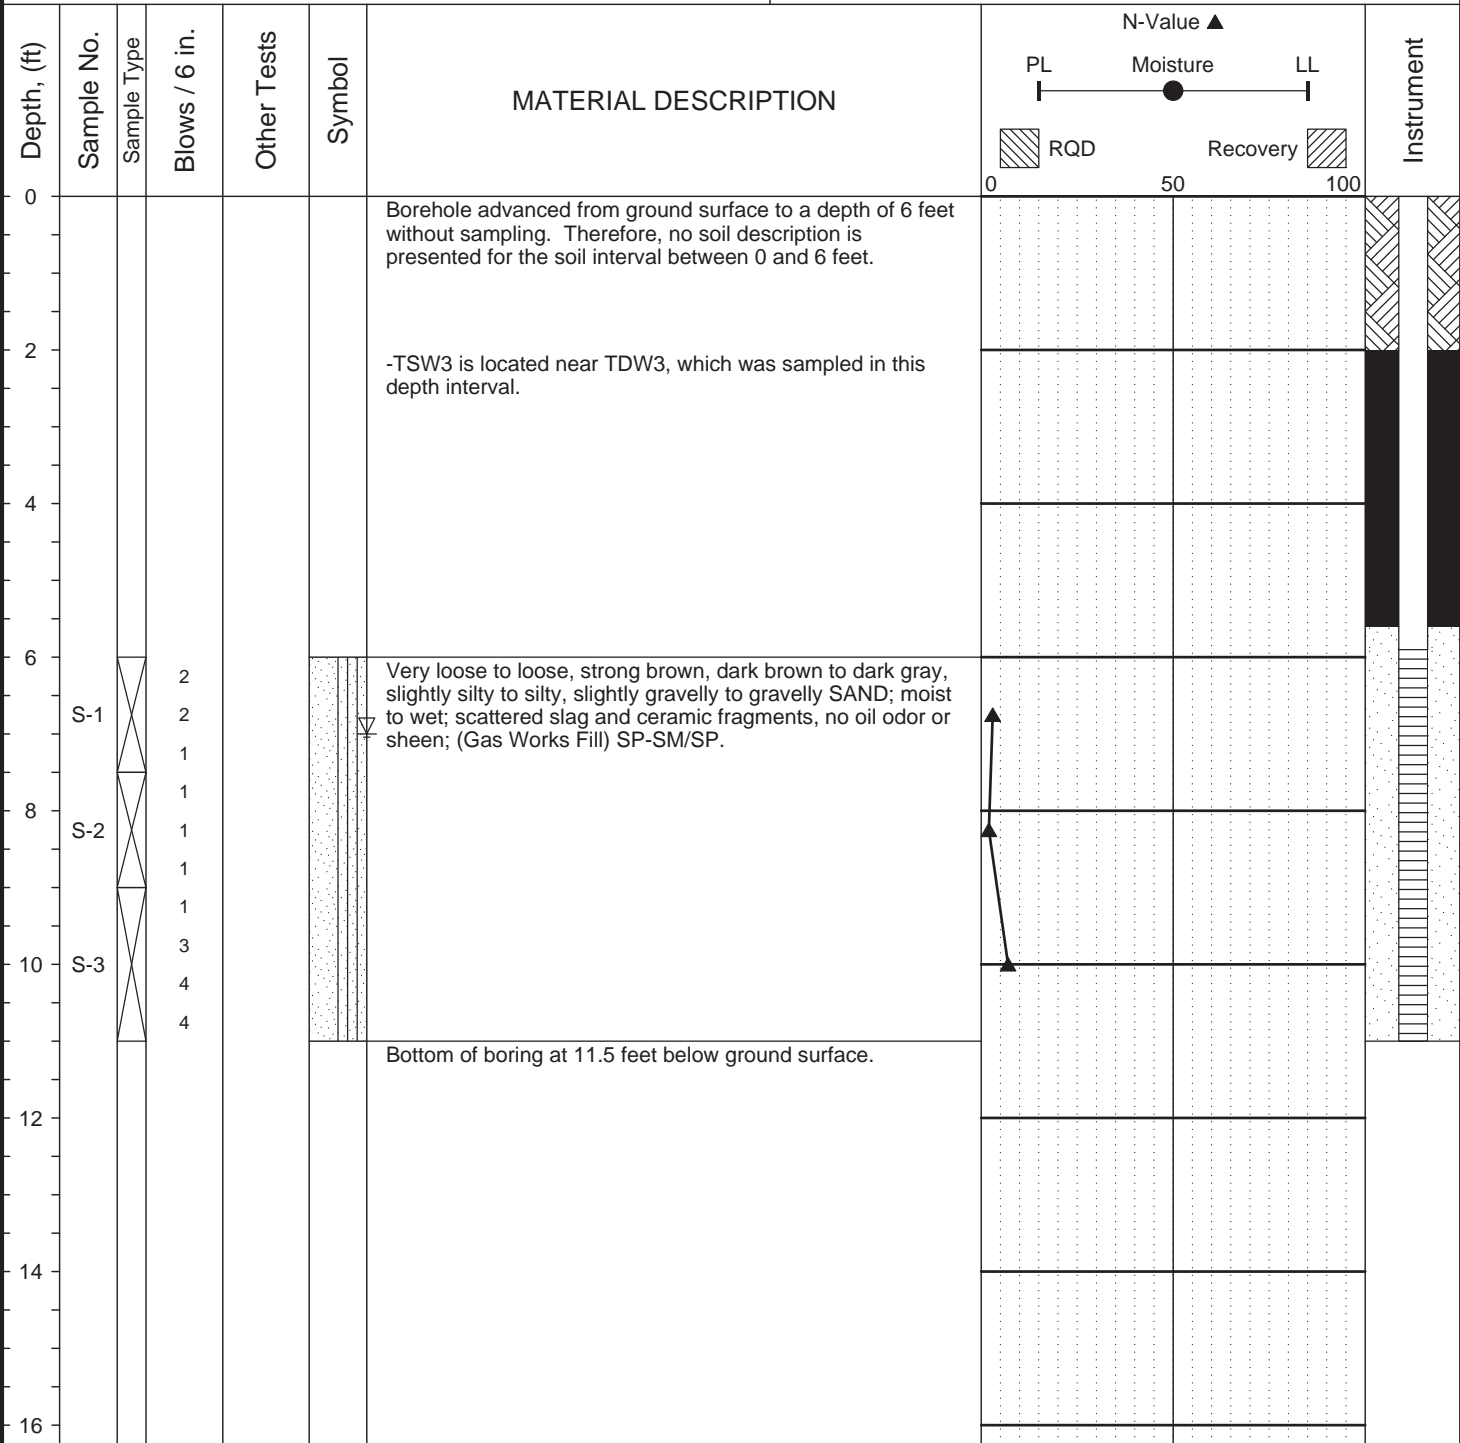 Depth, (ft)
Sample No.
Sample Type
Blows / 6 in.
Other Tests
Symbol
MATERIAL DESCRIPTION
N-Value
PL Moisture LL
RQD Recovery
0 50 100
Instrument
0
Borehole advanced from ground surface to a depth of 6 feet
without sampling. Therefore, no soil description is
presented for the soil interval between 0 and 6 feet.
2
-TSW3 is located near TDW3, which was sampled in this
depth interval.
4
6
Very loose to loose, strong brown, dark brown to dark gray,
slightly silty to silty, slightly gravelly to gravelly SAND; moist
to wet; scattered slag and ceramic fragments, no oil odor or
sheen; (Gas Works Fill) SP-SM/SP.
2
S-1 2
1
1
8
S-2 1
1
1
3
10 S-3
4
4
Bottom of boring at 11.5 feet below ground surface.
12
14
16